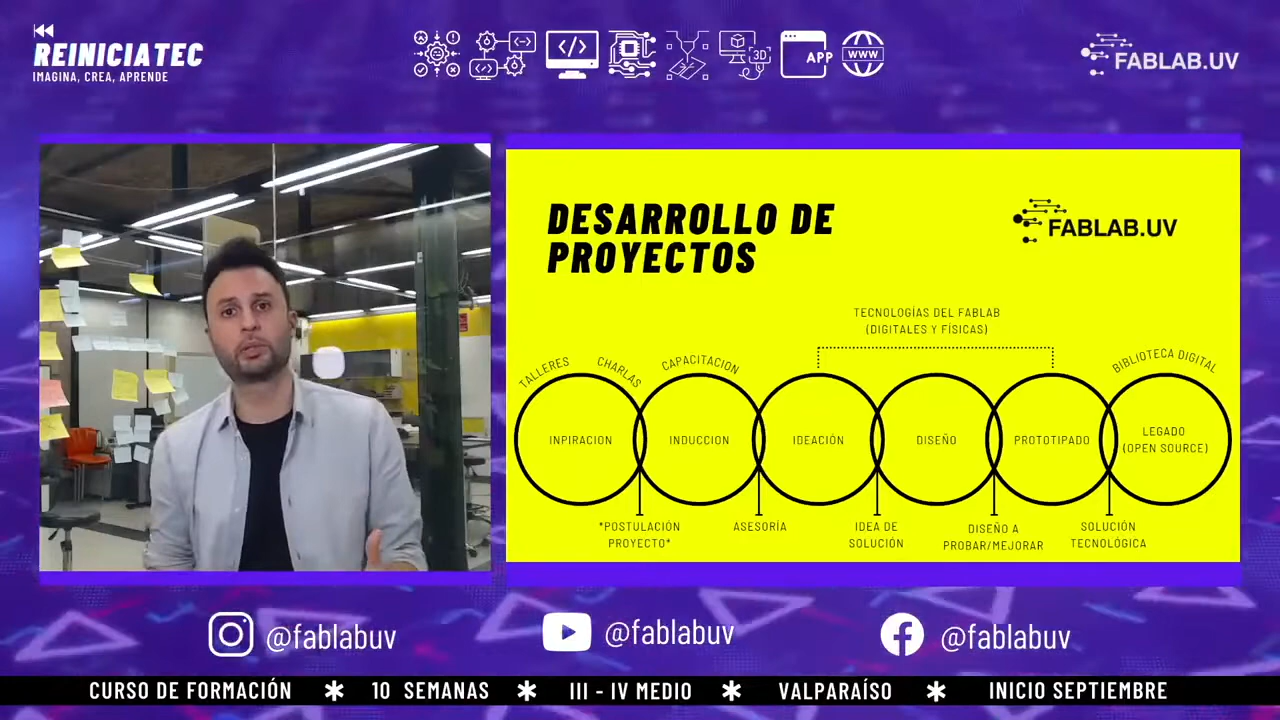 REINICIATEC
IMAGINA, CREA, APRENDE
3D
APP
WWW
FABLAB.UV
DESARROLLO DE
PROYECTOS
FABLAB.UV
TECNOLOGÍAS DEL FABLAB
(DIGITALES Y FÍSICAS)
TALLERES
CHARLAS
CAPACITACION
BIBLIOTECA DIGITAL
INPIRACION
INDUCCION
IDEACIÓN
DISEÑO
PROTOTIPADO
LEGADO
(OPEN SOURCE)
*POSTULACIÓN
PROYECTO*
ASESORÍA
IDEA DE
SOLUCIÓN
DISEÑO A
PROBAR/MEJORAR
SOLUCIÓN
TECNOLÓGICA
@fablabuv
@fablabuv
@fablabuv
CURSO DE FORMACIÓN * 10 SEMANAS * III - IV MEDIO * VALPARAÍSO * INICIO SEPTIEMBRE